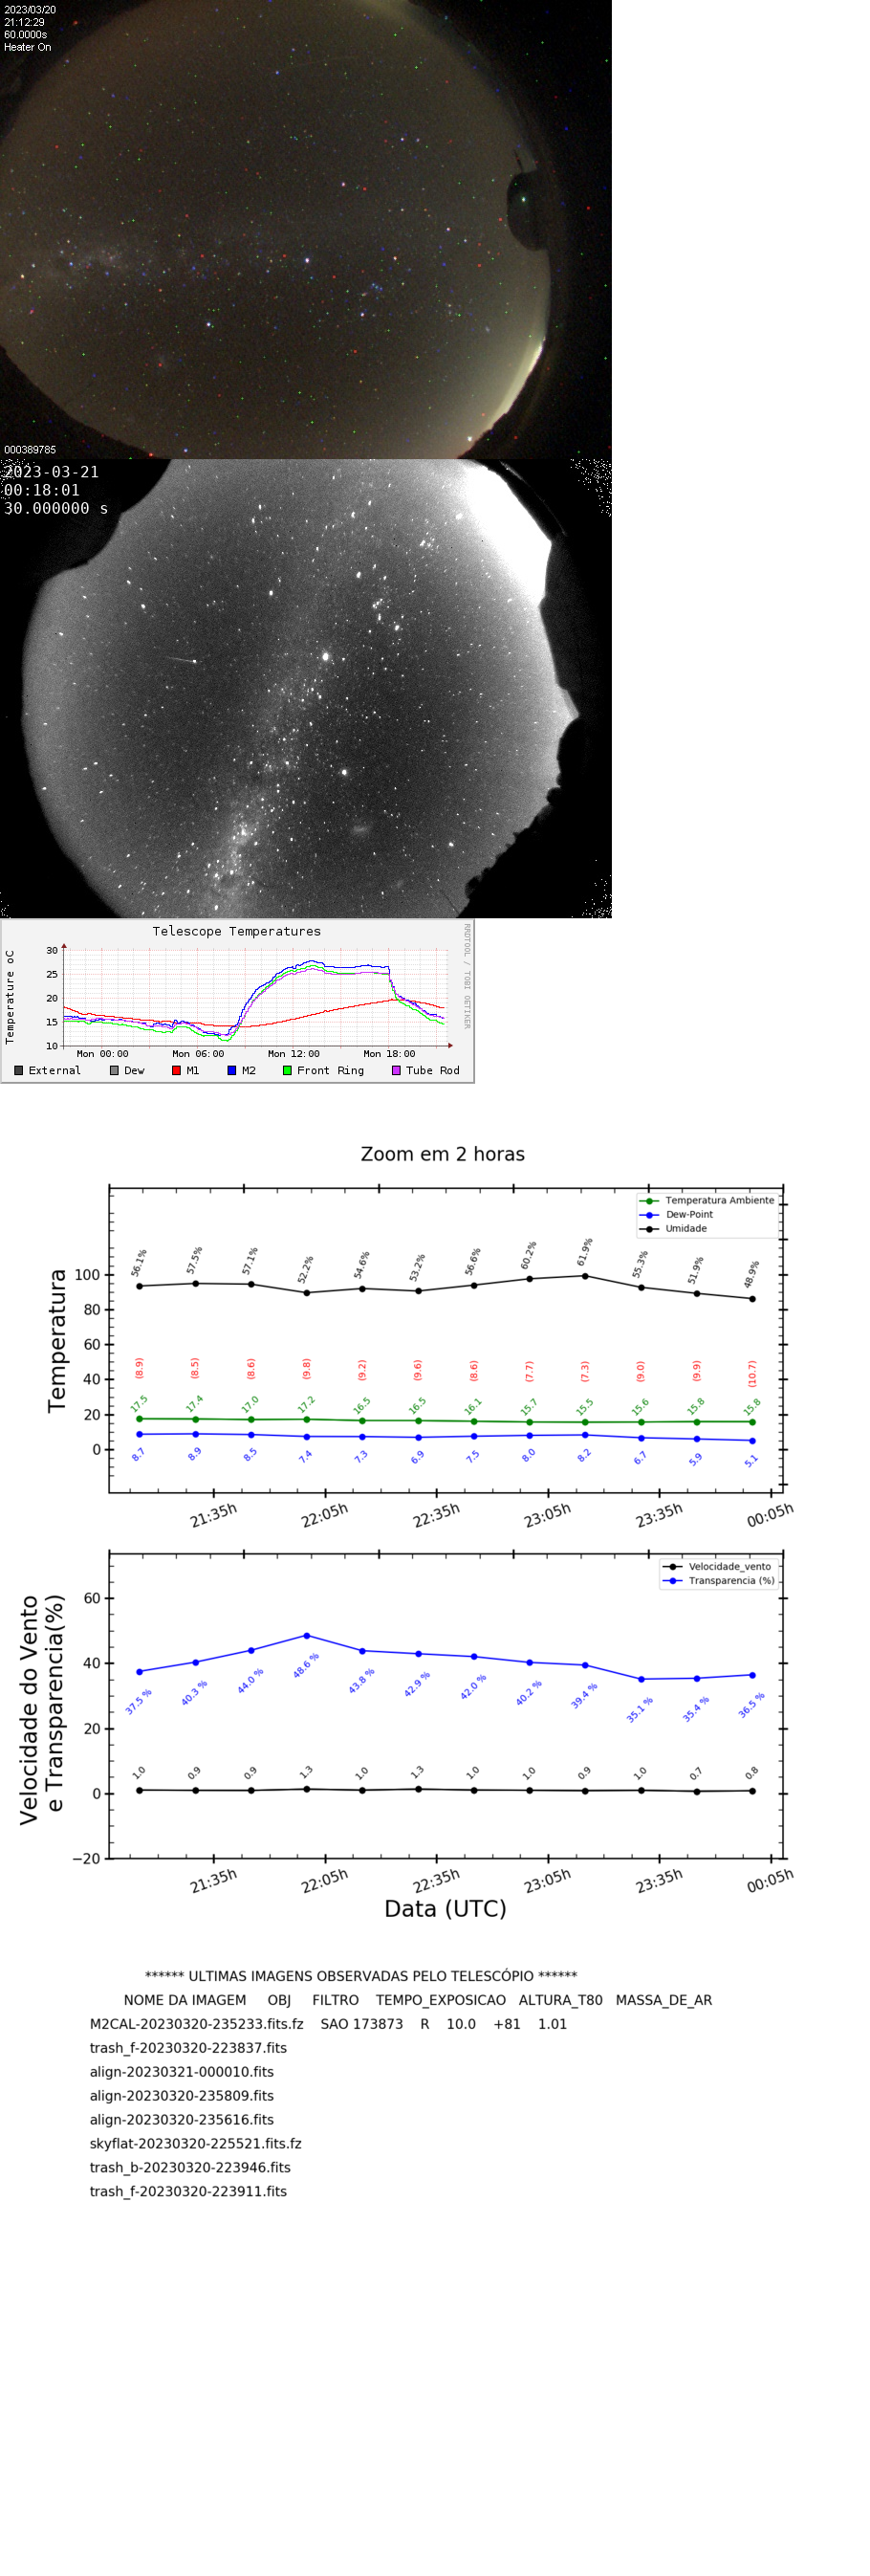 2023/03/20
21:12:29
60.0000s
Heater On
000389785
2023-03-21
00:18:01
30.000000 s
Telescope Temperatures
RRDTOOL / TOBI OETIKER
Temperature oC
30
25
20
15
10
Mon 00:00 Mon 06:00 Mon 12:00 Mon 18:00
External Dew M1 M2 Front Ring Tube Rod
Zoom em 2 horas
Temperatura Ambiente
Dew-Point
Umidade
Temperatura
100
80
60
40
20
0
56.1% 57.5% 57.1% 52.2% 54.6% 53.2% 56.6% 60.2% 61.9% 55.3% 51.9% 48.9%
(8.9) (8.5) (8.6) (9.8) (9.2) (9.6) (8.6) (7.7) (7.3) (9.0) (9.9) (10.7)
17.5 17.4 17.0 17.2 16.5 16.5 16.1 15.7 15.5 15.6 15.8 15.8
8.7 8.9 8.5 7.4 7.3 6.9 7.5 8.0 8.2 6.7 5.9 5.1
21:35h 22:05h 22:35h 23:05h 23:35h 00:05h
Velocidade_vento
Transparencia (%)
Velocidade do Vento
e Transparencia(%)
60
40
20
0
−20
37.5 % 40.3 % 44.0 % 48.6 % 43.8 % 42.9 % 42.0 % 40.2 % 39.4 % 35.1 % 35.4 % 36.5 %
1.0 0.9 0.9 1.3 1.0 1.3 1.0 1.0 0.9 1.0 0.7 0.8
21:35h 22:05h 22:35h 23:05h 23:35h 00:05h
Data (UTC)
****** ULTIMAS IMAGENS OBSERVADAS PELO TELESCÓPIO ******
NOME DA IMAGEM OBJ FILTRO TEMPO_EXPOSICAO ALTURA_T80 MASSA_DE_AR
M2CAL-20230320-235233.fits.fz SAO 173873 R 10.0 +81 1.01
trash_f-20230320-223837.fits
align-20230321-000010.fits
align-20230320-235809.fits
align-20230320-235616.fits
skyflat-20230320-225521.fits.fz
trash_b-20230320-223946.fits
trash_f-20230320-223911.fits